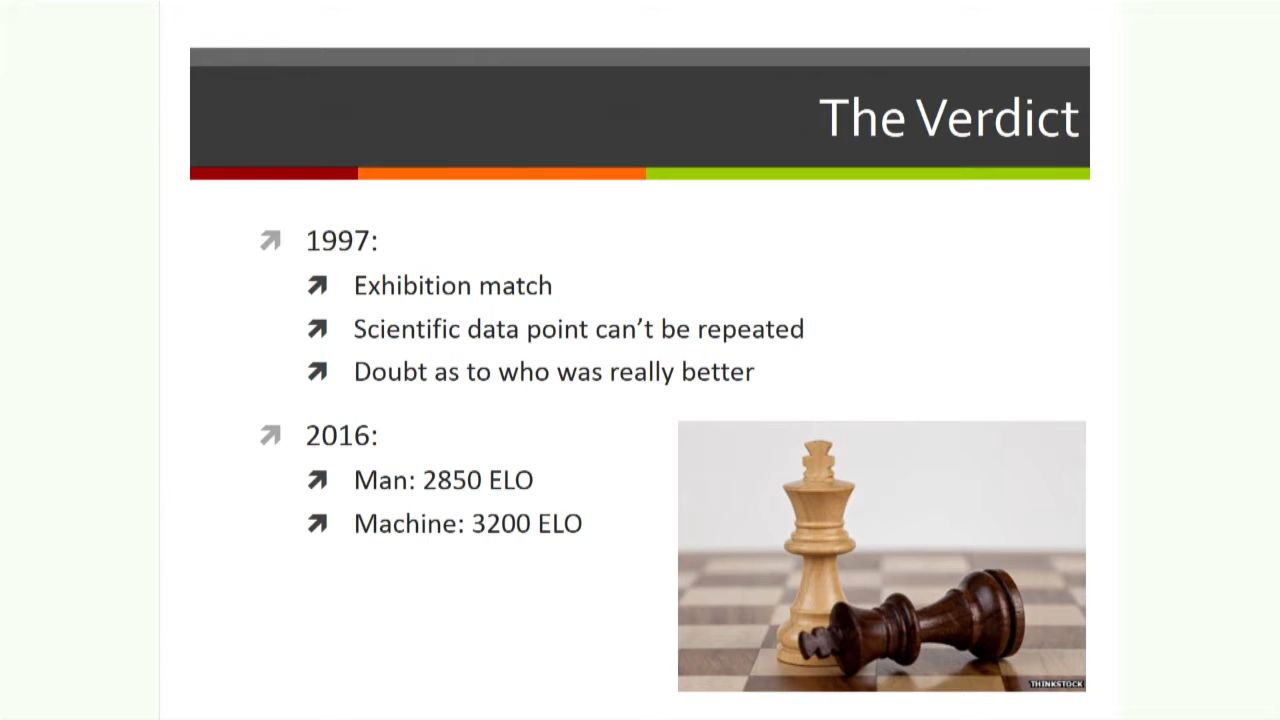 The Verdict
1997:
Exhibition match
Scientific data point can't be repeated
Doubt as to who was really better
2016:
Man: 2850 ELO
Machine: 3200 ELO
THINKSTOCK